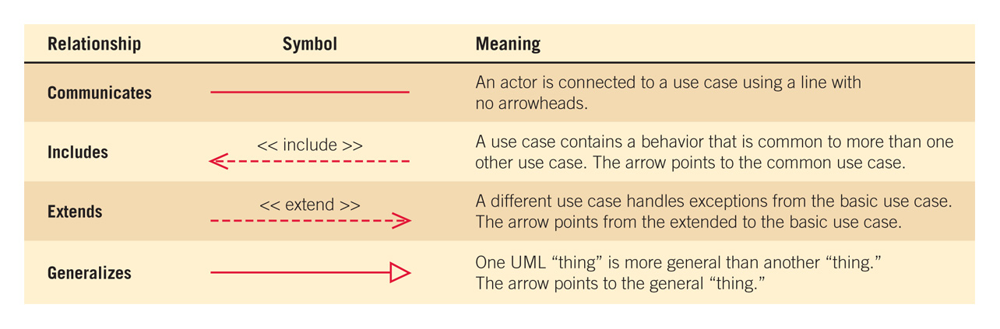 Relationship Symbol Meaning
Communicates An actor is connected to a use case using a line with
no arrowheads.
Includes << include >> A use case contains a behavior that is common to more than one
other use case. The arrow points to the common use case.
Extends << extend >> A different use case handles exceptions from the basic use case.
The arrow points from the extended to the basic use case.
Generalizes One UML “thing” is more general than another “thing.”
The arrow points to the general “thing.”